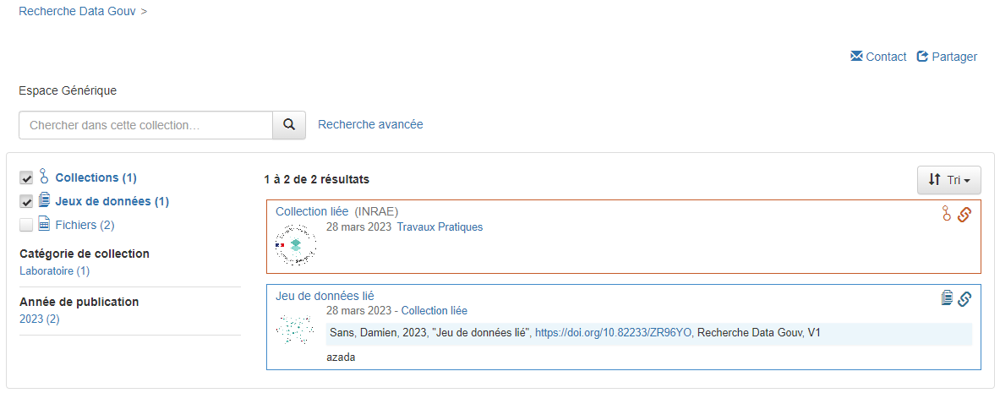 Recherche Data Gouv >
Contact Partager
Espace Générique
Chercher dans cette collection…
Recherche avancée
Collections (1)
Jeux de données (1)
Fichiers (2)
Catégorie de collection
Laboratoire (1)
Année de publication
2023 (2)
1 à 2 de 2 résultats
Tri
Collection liée (INRAE)
28 mars 2023 Travaux Pratiques
Jeu de données lié
28 mars 2023 - Collection liée
Sans, Damien, 2023, "Jeu de données lié", https://doi.org/10.82233/ZR96YO, Recherche Data Gouv, V1
azada